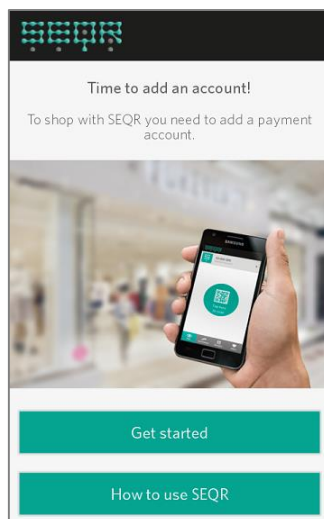 SEQR
Time to add an account!
To shop with SEQR you need to add a payment
account.
SAMSUNG
Get started
How to use SEQR